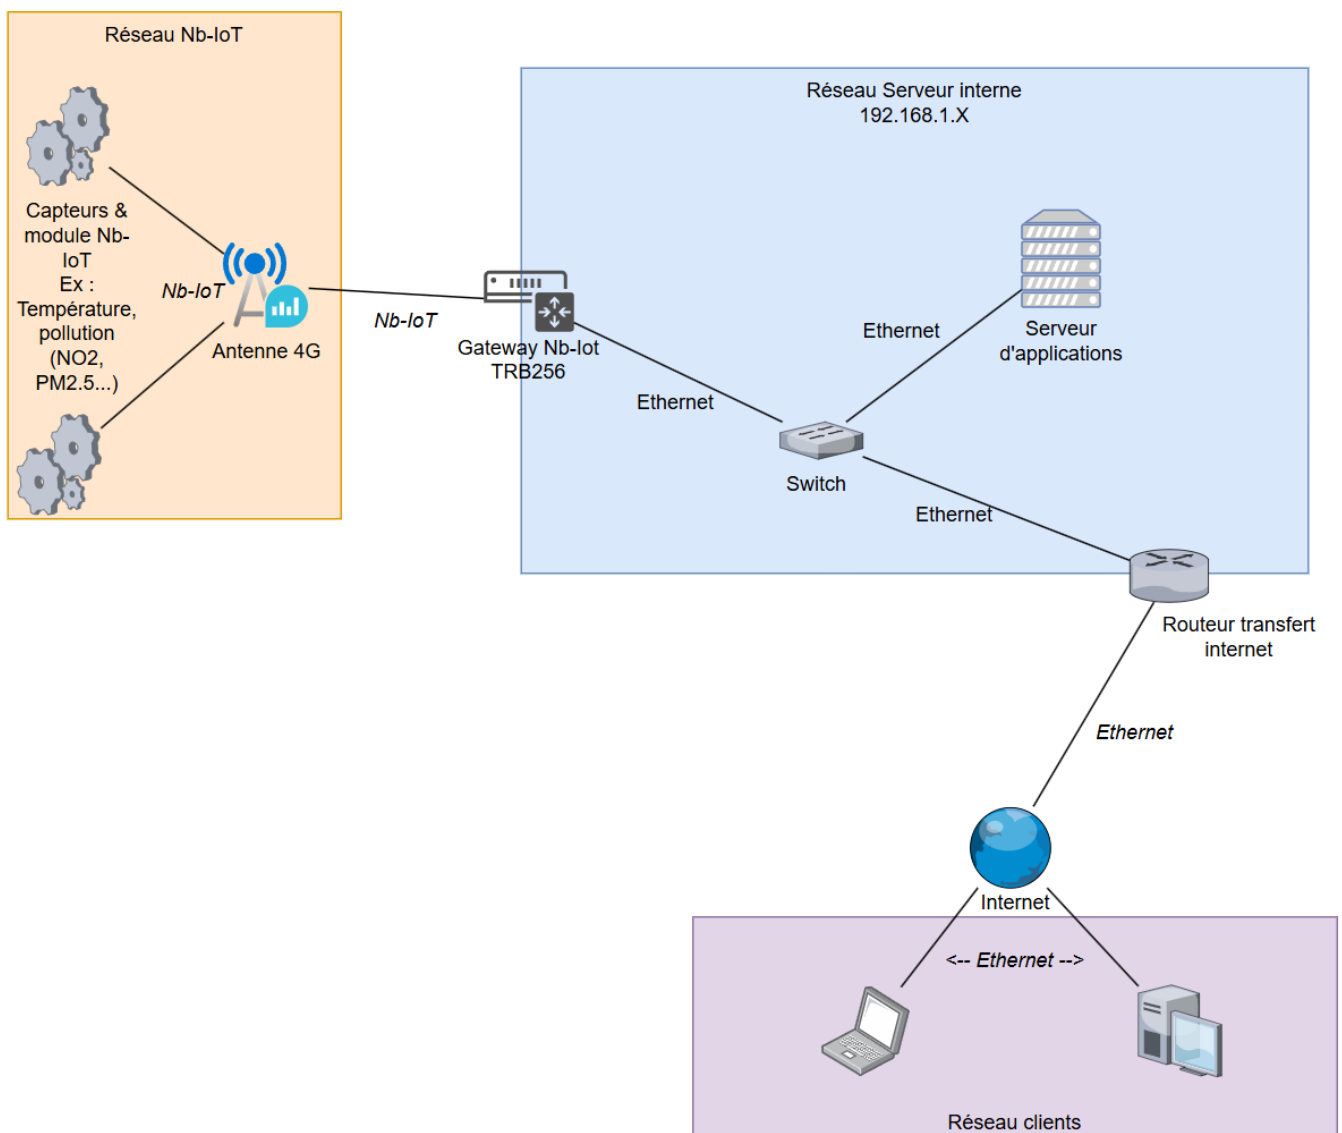 Réseau Nb-IoT
Capteurs &
module Nb-
IoT
Ex :
Température,
pollution
(NO2,
PM2.5...)
Nb-IoT
Antenne 4G
Nb-IoT
Réseau Serveur interne
192.168.1.X
Gateway Nb-Iot
TRB256
Ethernet
Ethernet
Serveur
d'applications
Switch
Ethernet
Routeur transfert
internet
Ethernet
Internet
<-- Ethernet -->
Réseau clients